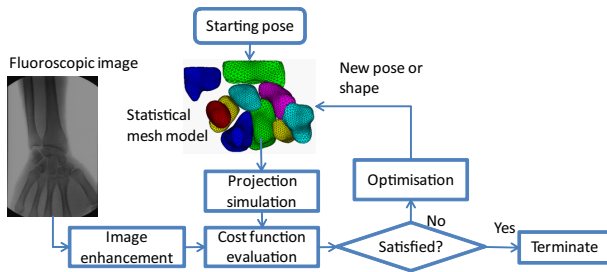 Starting pose
Fluoroscopic image
New pose or
shape
Statistical
mesh model
Projection
simulation
Optimisation
No
Yes
Image
enhancement
Cost function
evaluation
Satisfied?
Terminate